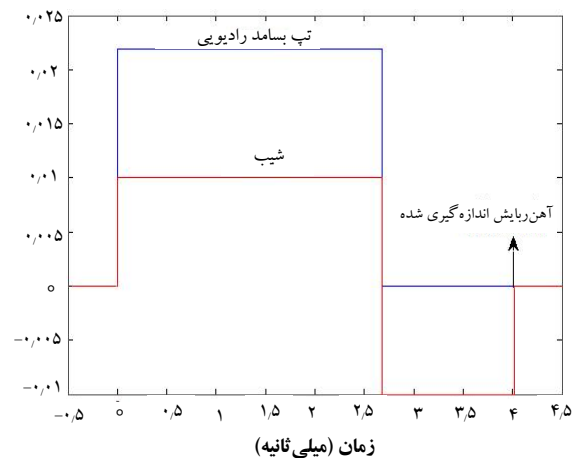 ۰٫۰۲۵
تپ بسامد رادیویی
۰٫۰۲
۰٫۰۱۵
شیب
۰٫۰۱
آهن‌ربایش اندازه‌گیری شده
۰٫۰۰۵
۰
−۰٫۰۰۵
−۰٫۰۱
−۰٫۵ ۰ ۰٫۵ ۱ ۱٫۵ ۲ ۲٫۵ ۳ ۳٫۵ ۴ ۴٫۵
زمان (میلی‌ثانیه)